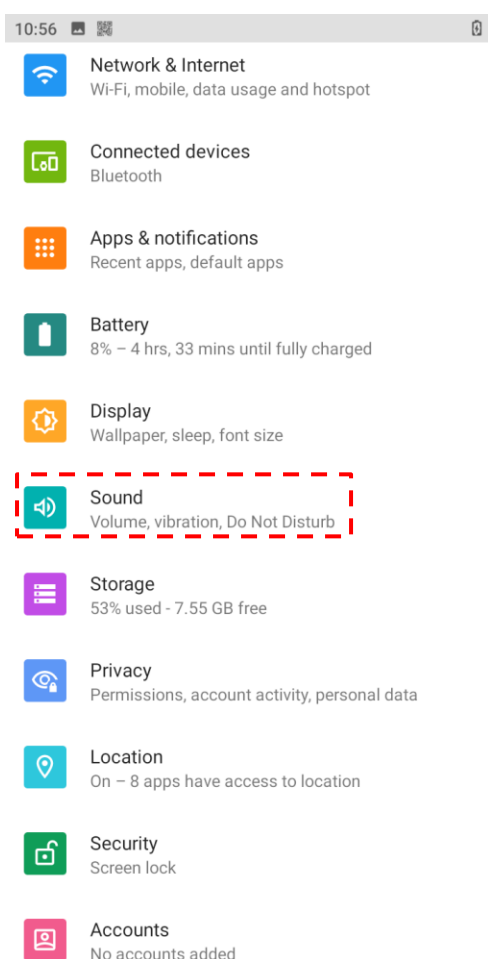 10:56
Network & Internet
Wi-Fi, mobile, data usage and hotspot
Connected devices
Bluetooth
Apps & notifications
Recent apps, default apps
Battery
8% – 4 hrs, 33 mins until fully charged
Display
Wallpaper, sleep, font size
Sound
Volume, vibration, Do Not Disturb
Storage
53% used - 7.55 GB free
Privacy
Permissions, account activity, personal data
Location
On – 8 apps have access to location
Security
Screen lock
Accounts
No accounts added